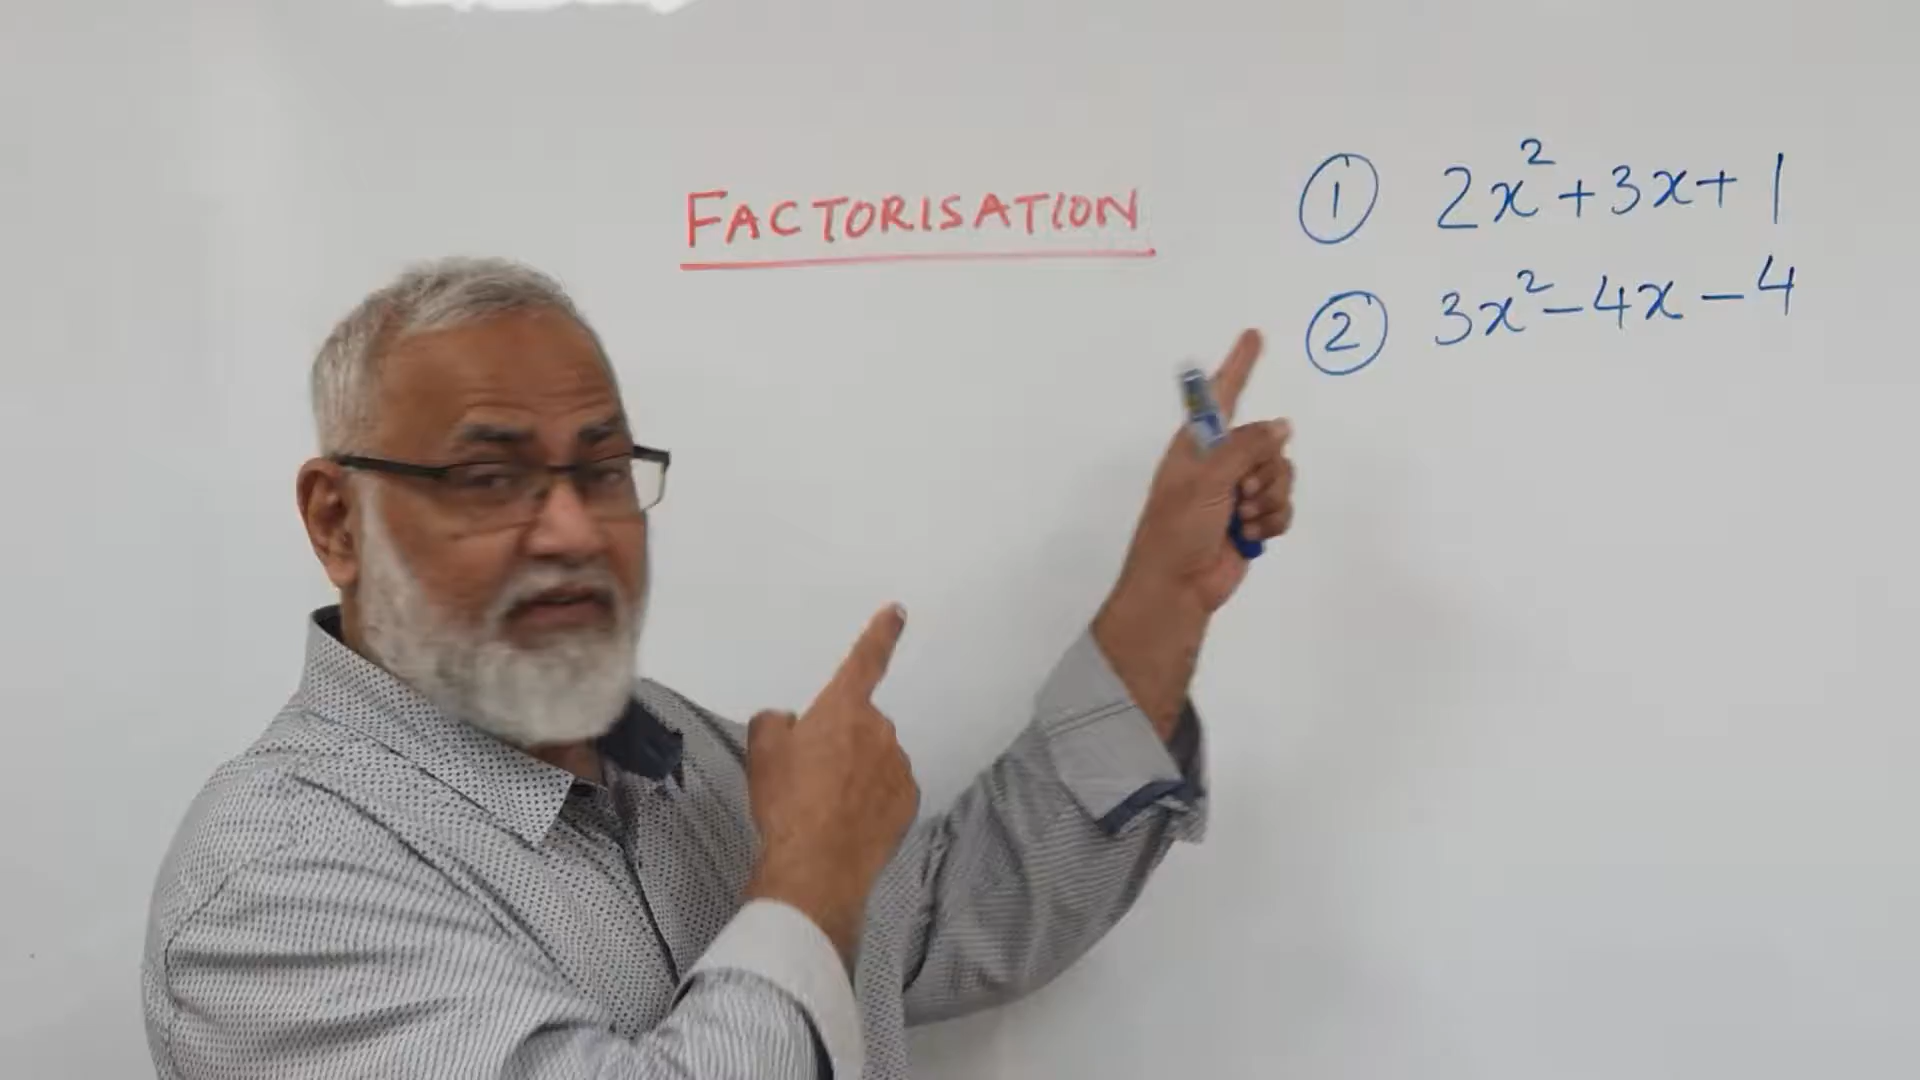 FACTORISATION
① 2x²+3x+1
② 3x²-4x-4